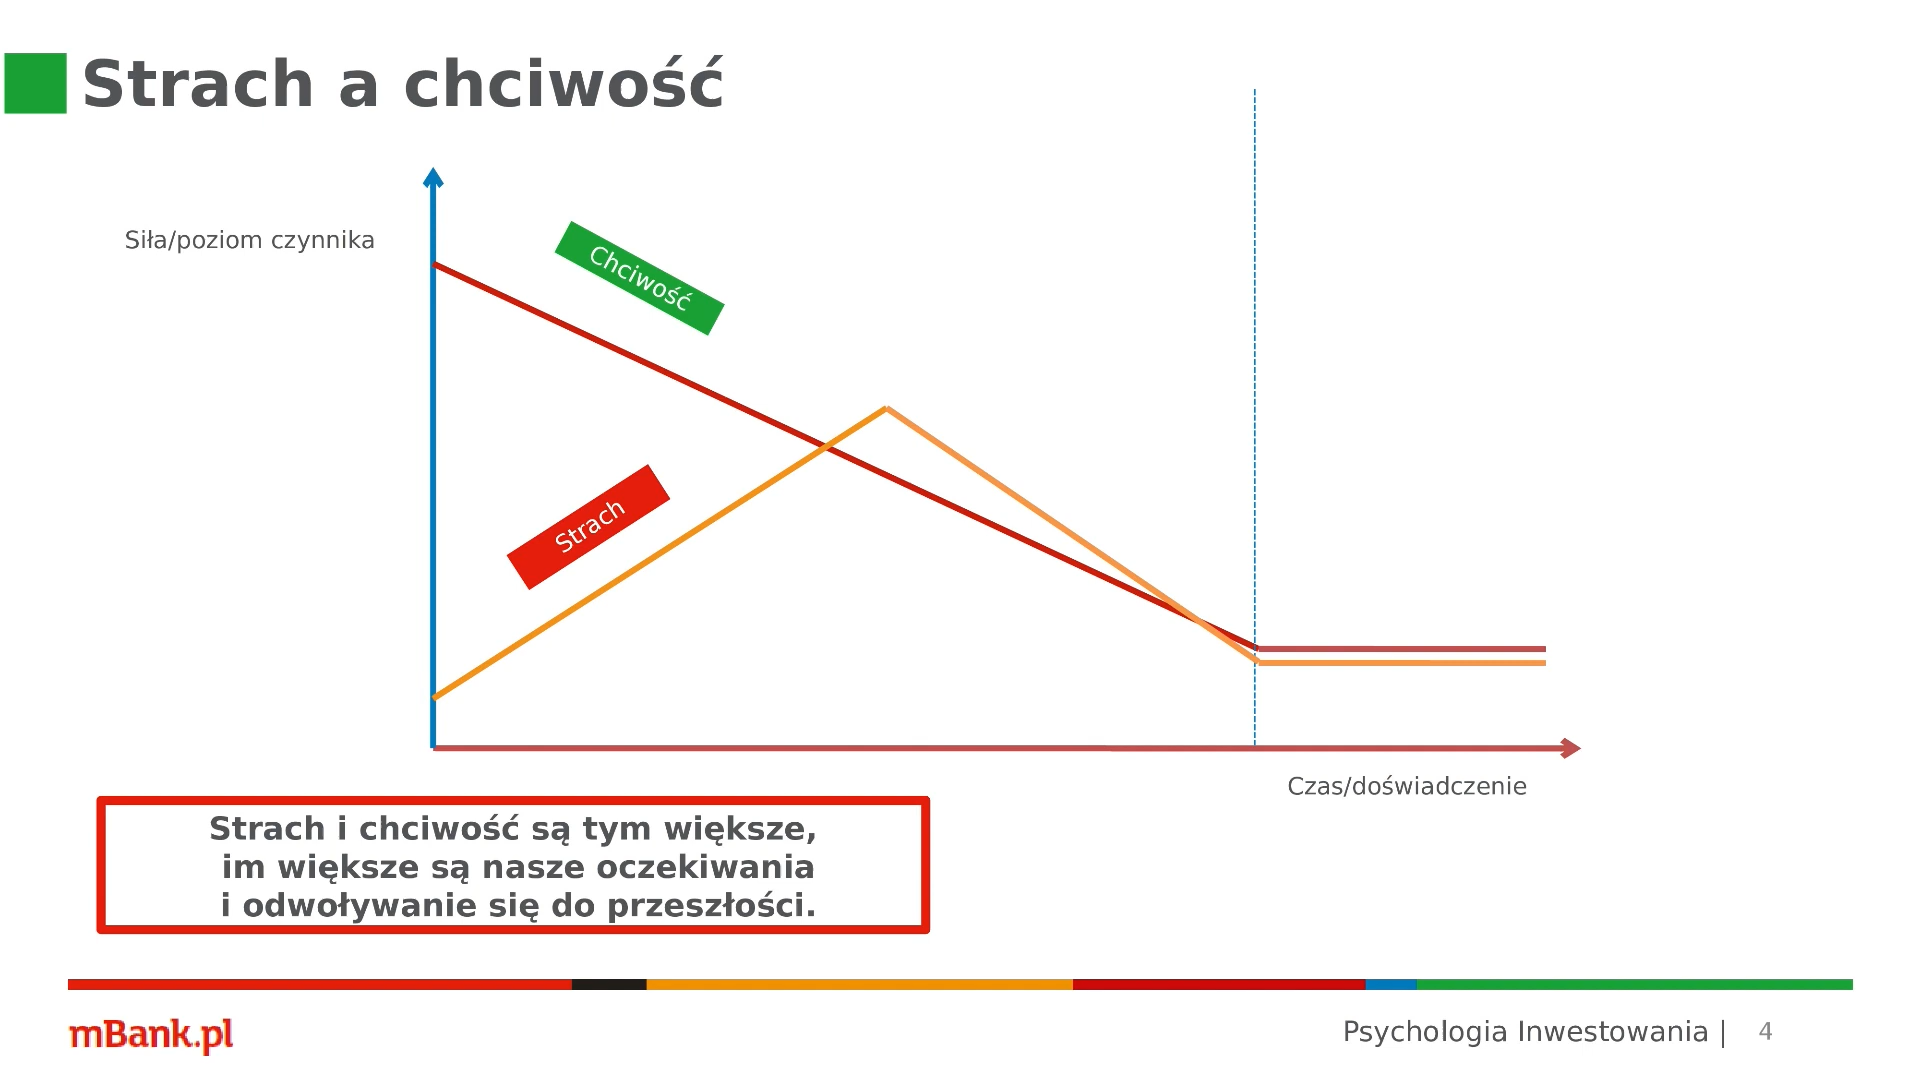 Strach a chciwość
Siła/poziom czynnika
Chciwość
Strach
Czas/doświadczenie
Strach i chciwość są tym większe,
im większe są nasze oczekiwania
i odwoływanie się do przeszłości.
mBank.pl
Psychologia Inwestowania | 4